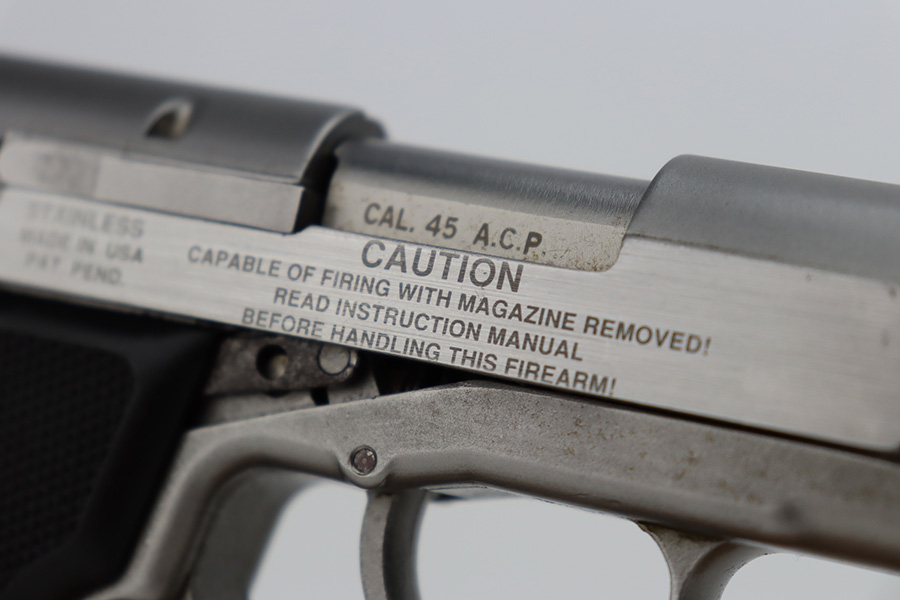 CAL. 45 A.C.P.
STAINLESS
MADE IN USA
PAT PEND.
CAUTION
CAPABLE OF FIRING WITH MAGAZINE REMOVED!
READ INSTRUCTION MANUAL
BEFORE HANDLING THIS FIREARM!